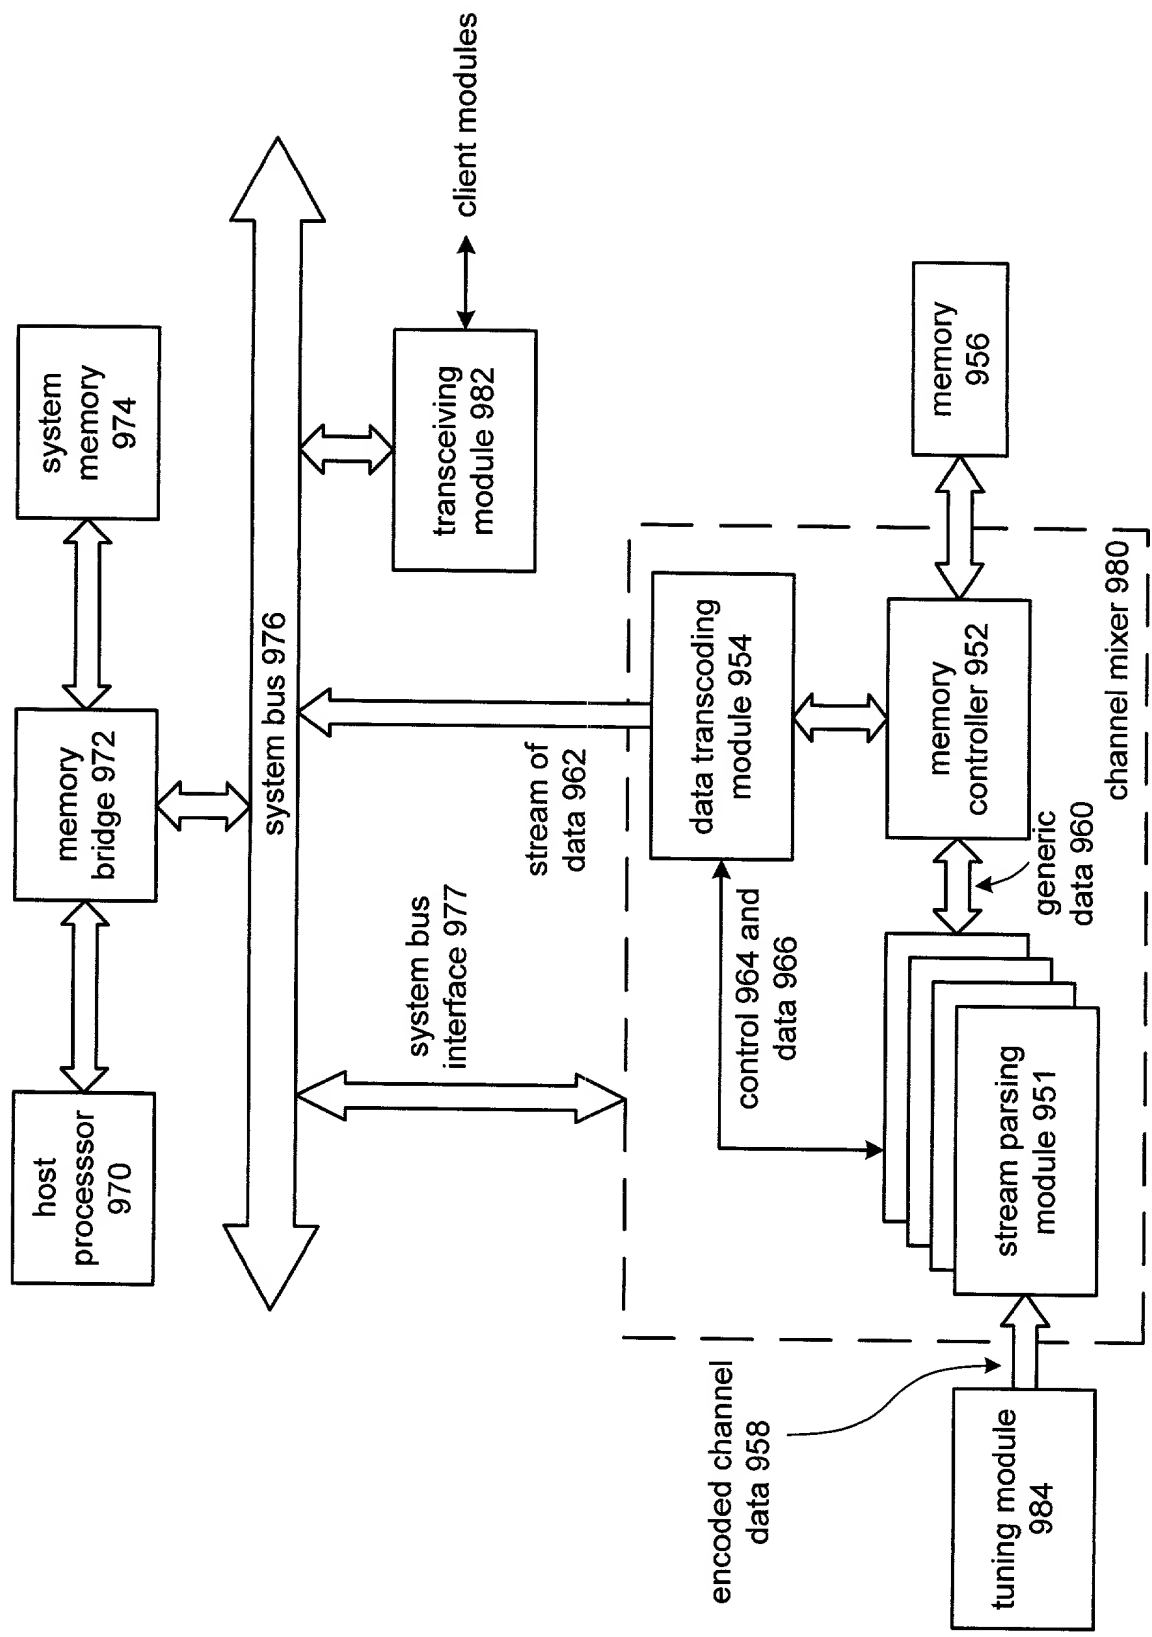 host
processsor
970
memory
bridge 972
system
memory
974
system bus 976
system bus
interface 977
stream of
data 962
transceiving
module 982
client modules
encoded channel
data 958
control 964 and
data 966
data transcoding
module 954
tuning module
984
stream parsing
module 951
generic
data 960
memory
controller 952
memory
956
channel mixer 980